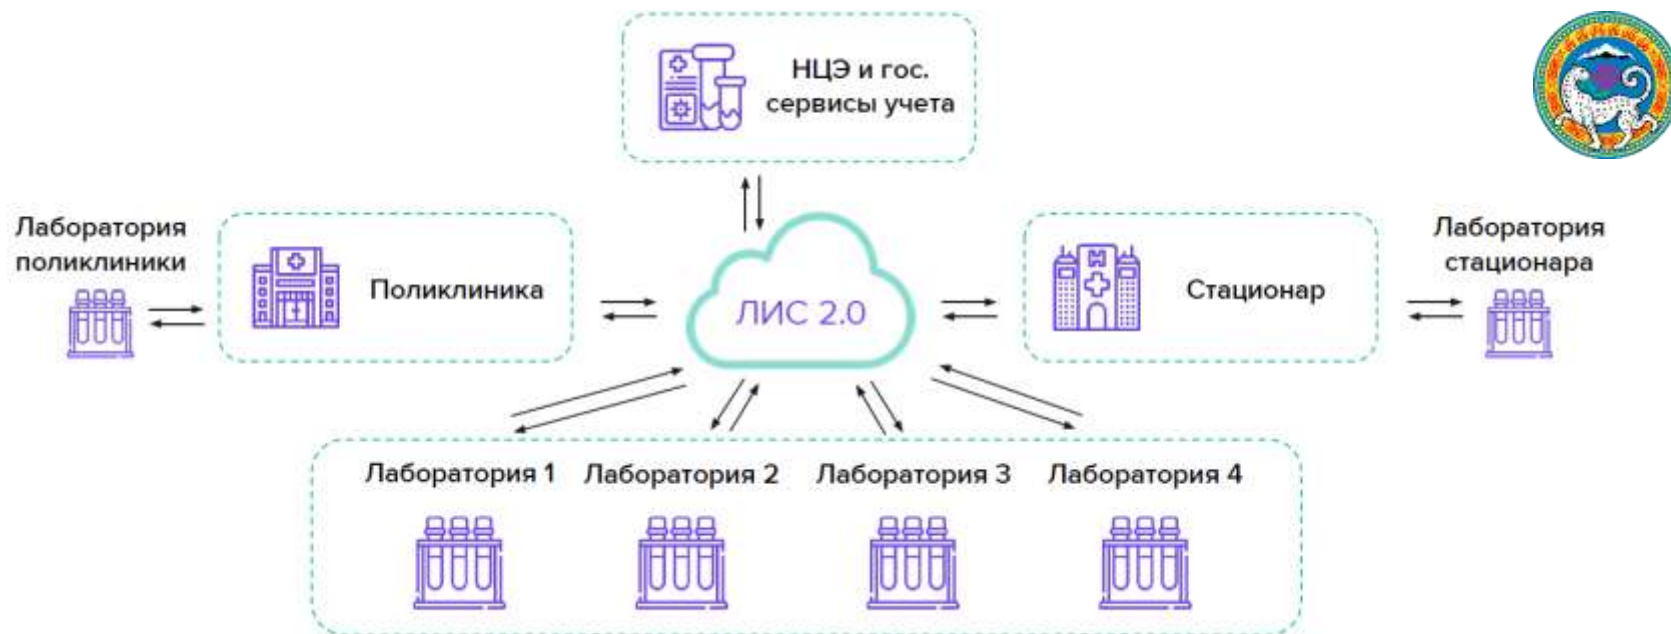 НЦЭ и гос.
сервисы учета
Лаборатория
поликлиники
Поликлиника
ЛИС 2.0
Стационар
Лаборатория
стационара
Лаборатория 1
Лаборатория 2
Лаборатория 3
Лаборатория 4